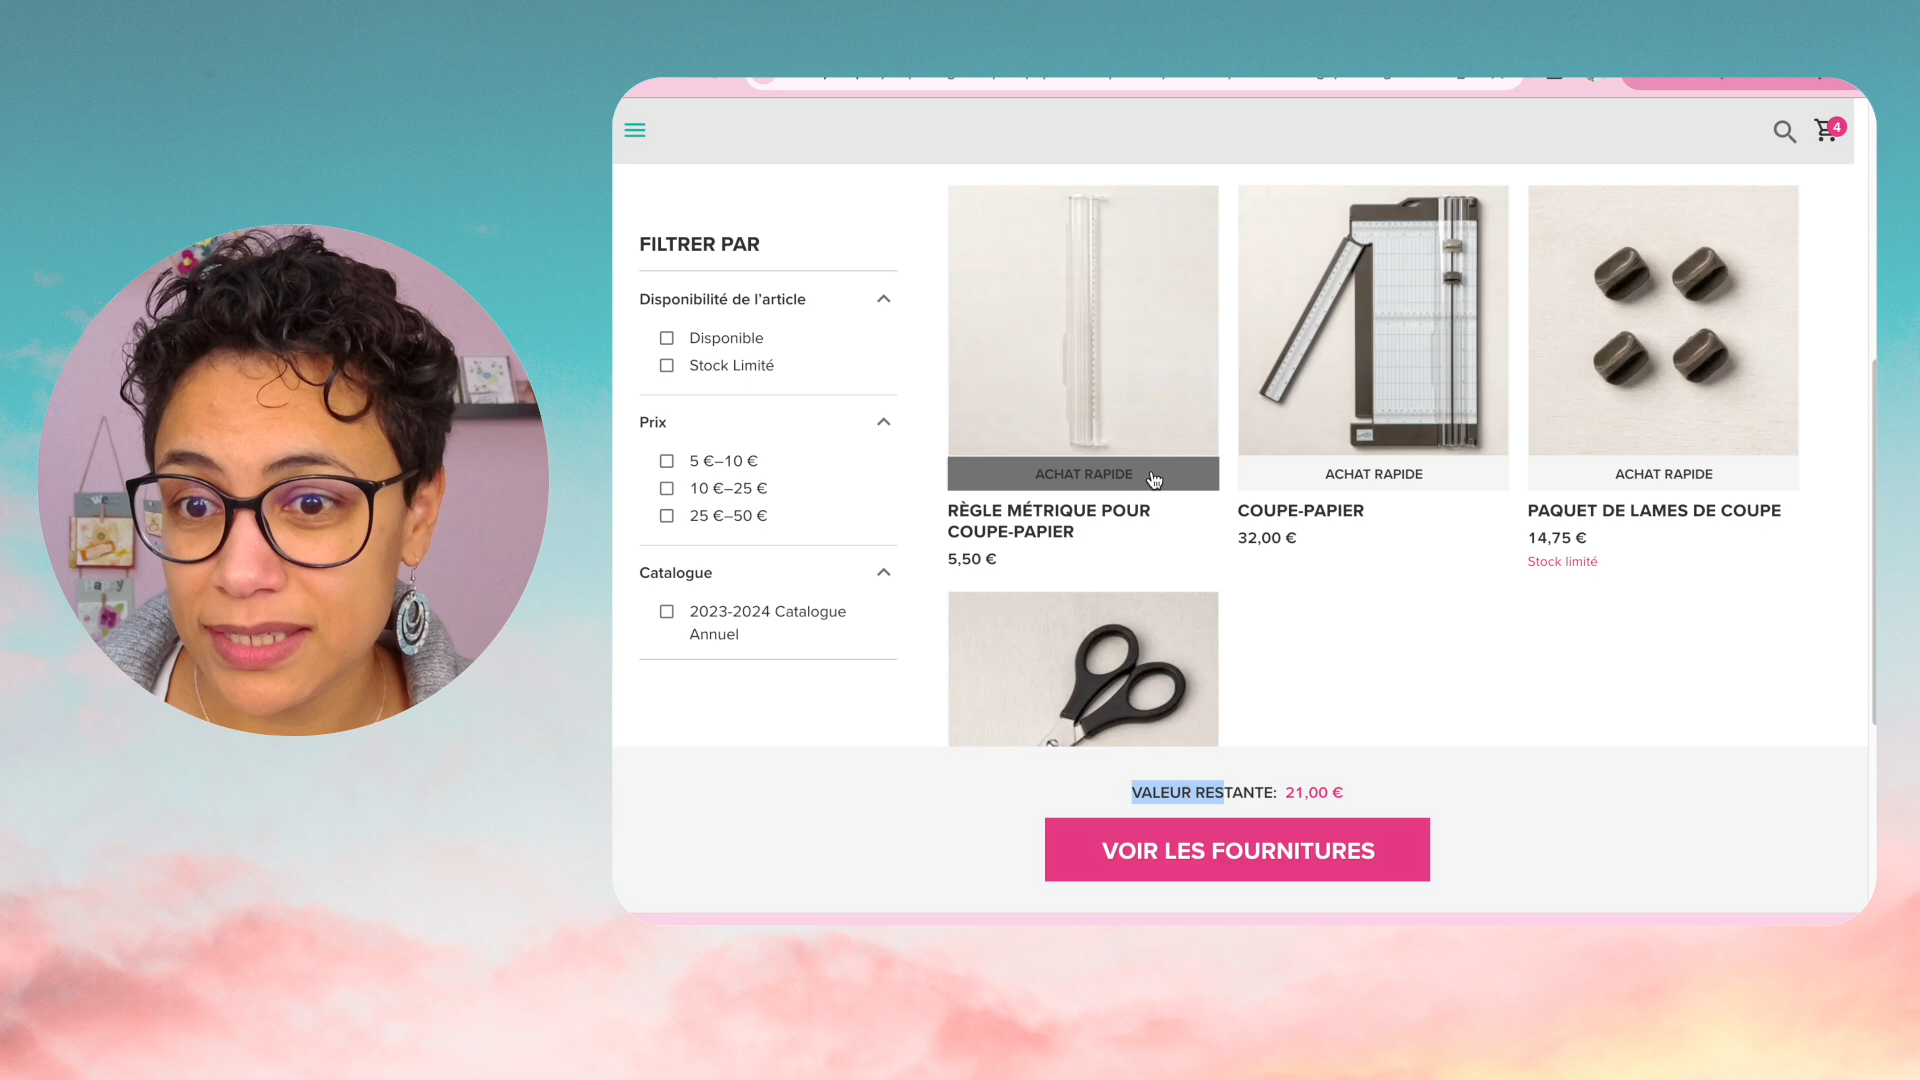 4
FILTRER PAR
Disponibilité de l'article
Disponible
Stock Limité
Prix
5 €–10 €
10 €–25 €
25 €–50 €
Catalogue
2023-2024 Catalogue
Annuel
ACHAT RAPIDE
RÈGLE MÉTRIQUE POUR
COUPE-PAPIER
5,50 €
ACHAT RAPIDE
COUPE-PAPIER
32,00 €
ACHAT RAPIDE
PAQUET DE LAMES DE COUPE
14,75 €
Stock limité
VALEUR RESTANTE: 21,00 €
VOIR LES FOURNITURES